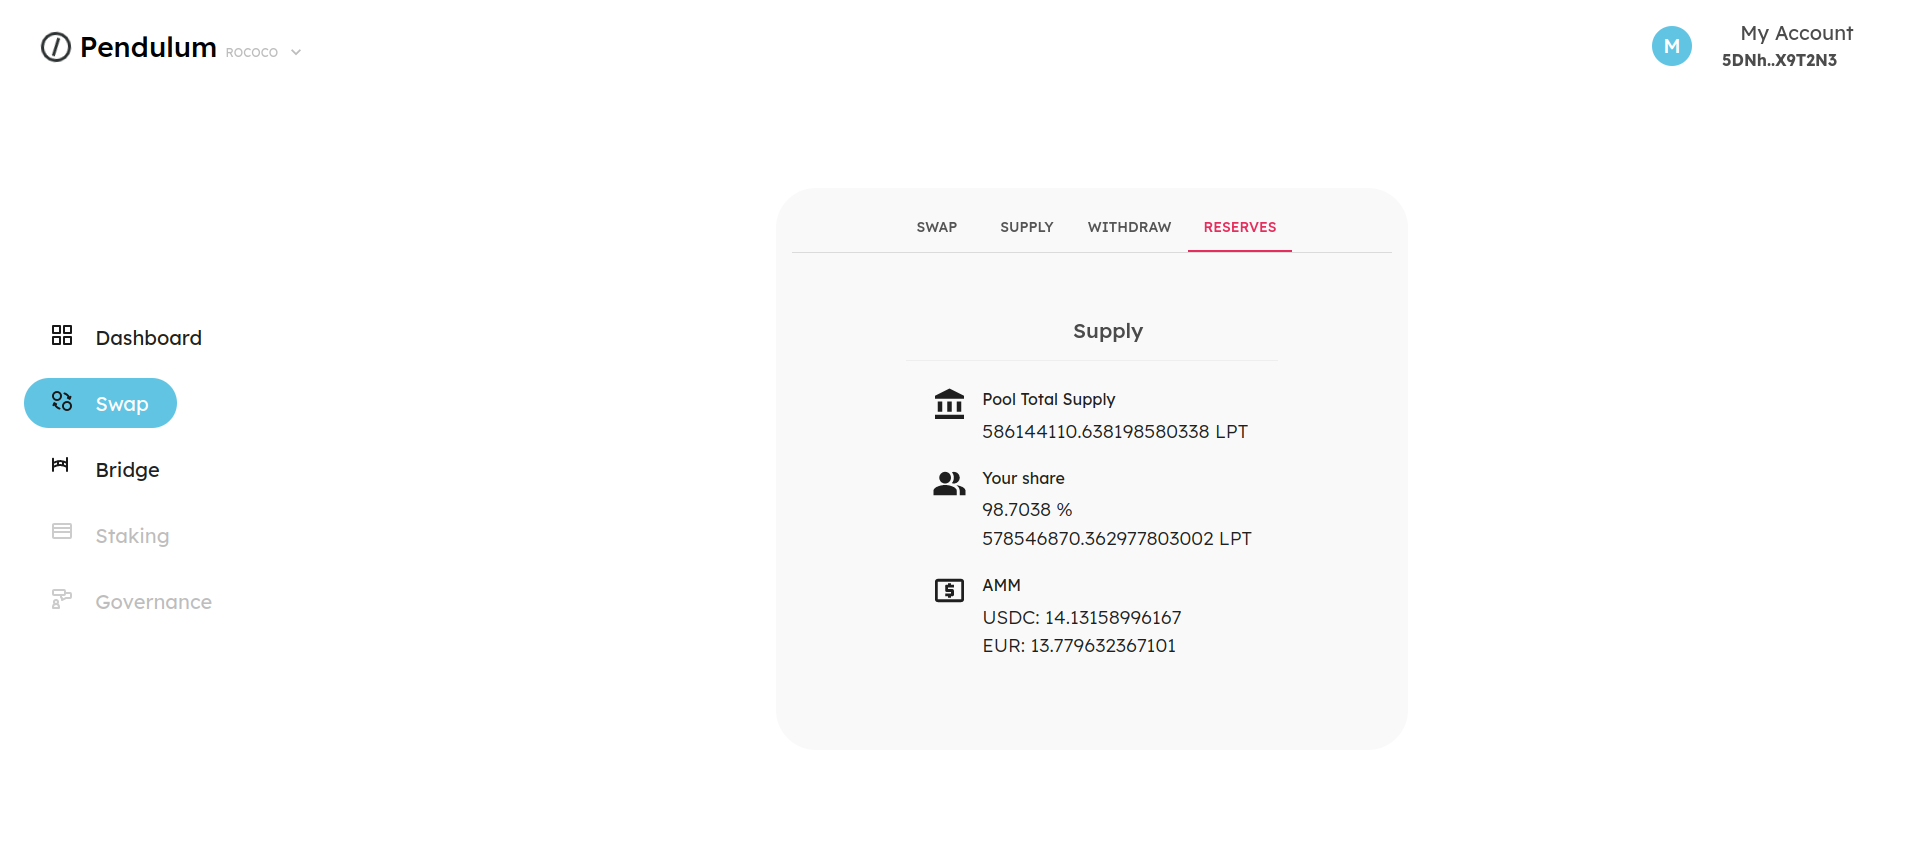 Pendulum ROCOCO
M
My Account
5DNh..X9T2N3
Dashboard
Swap
Bridge
Staking
Governance
SWAP SUPPLY WITHDRAW RESERVES
Supply
Pool Total Supply
586144110.638198580338 LPT
Your share
98.7038 %
578546870.362977803002 LPT
AMM
USDC: 14.13158996167
EUR: 13.779632367101